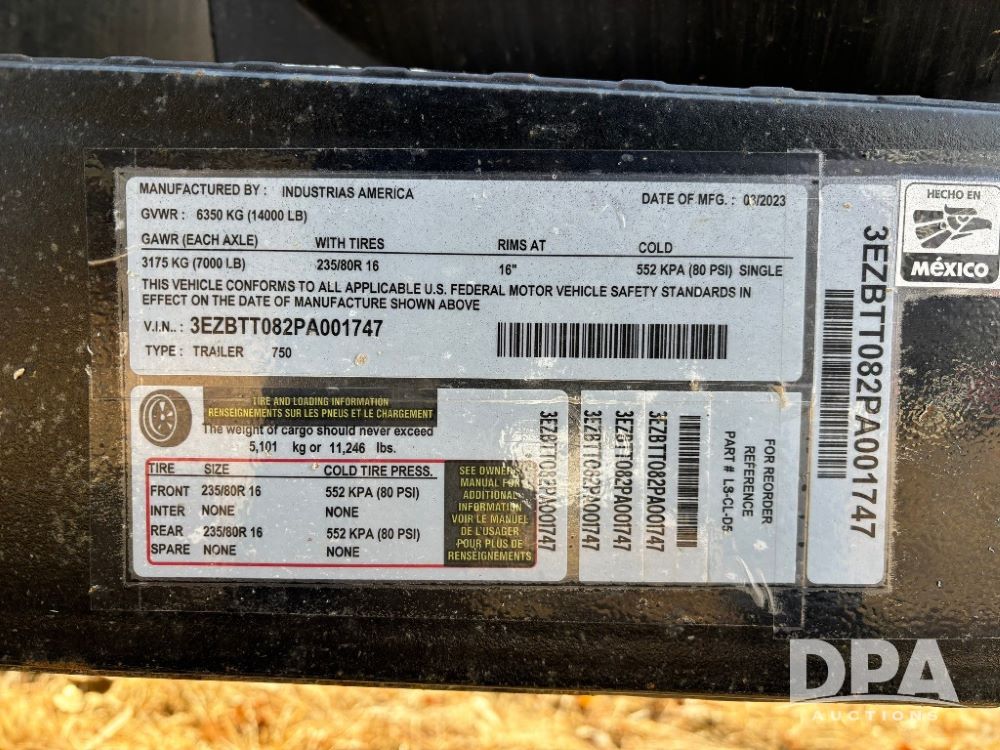 MANUFACTURED BY : INDUSTRIAS AMERICA DATE OF MFG. : 03/2023
GVWR : 6350 KG (14000 LB)
GAWR (EACH AXLE) WITH TIRES RIMS AT COLD
3175 KG (7000 LB) 235/80R 16 16" 552 KPA (80 PSI) SINGLE
THIS VEHICLE CONFORMS TO ALL APPLICABLE U.S. FEDERAL MOTOR VEHICLE SAFETY STANDARDS IN
EFFECT ON THE DATE OF MANUFACTURE SHOWN ABOVE
V.I.N.. : 3EZBTT082PA001747
TYPE : TRAILER 750
TIRE AND LOADING INFORMATION
RENSEIGNEMENTS SUR LES PNEUS ET LE CHARGEMENT
The weight of cargo should never exceed
5,101 kg or 11,246 lbs.
TIRE SIZE COLD TIRE PRESS.
FRONT 235/80R 16 552 KPA (80 PSI)
INTER NONE NONE
REAR 235/80R 16 552 KPA (80 PSI)
SPARE NONE NONE
SEE OWNER'S
MANUAL FOR
ADDITIONAL
INFORMATION
VOIR LE MANUEL
DE L'USAGER
POUR PLUS DE
RENSEIGNEMENTS
3EZBTT082PA001747
3EZBTT082PA001747
3EZBTT082PA001747
3EZBTT082PA001747
FOR REORDER
REFERENCE
PART # LS-CL-D5
3EZBTT082PA001747
HECHO EN
MÉXICO
DPA
AUCTIONS